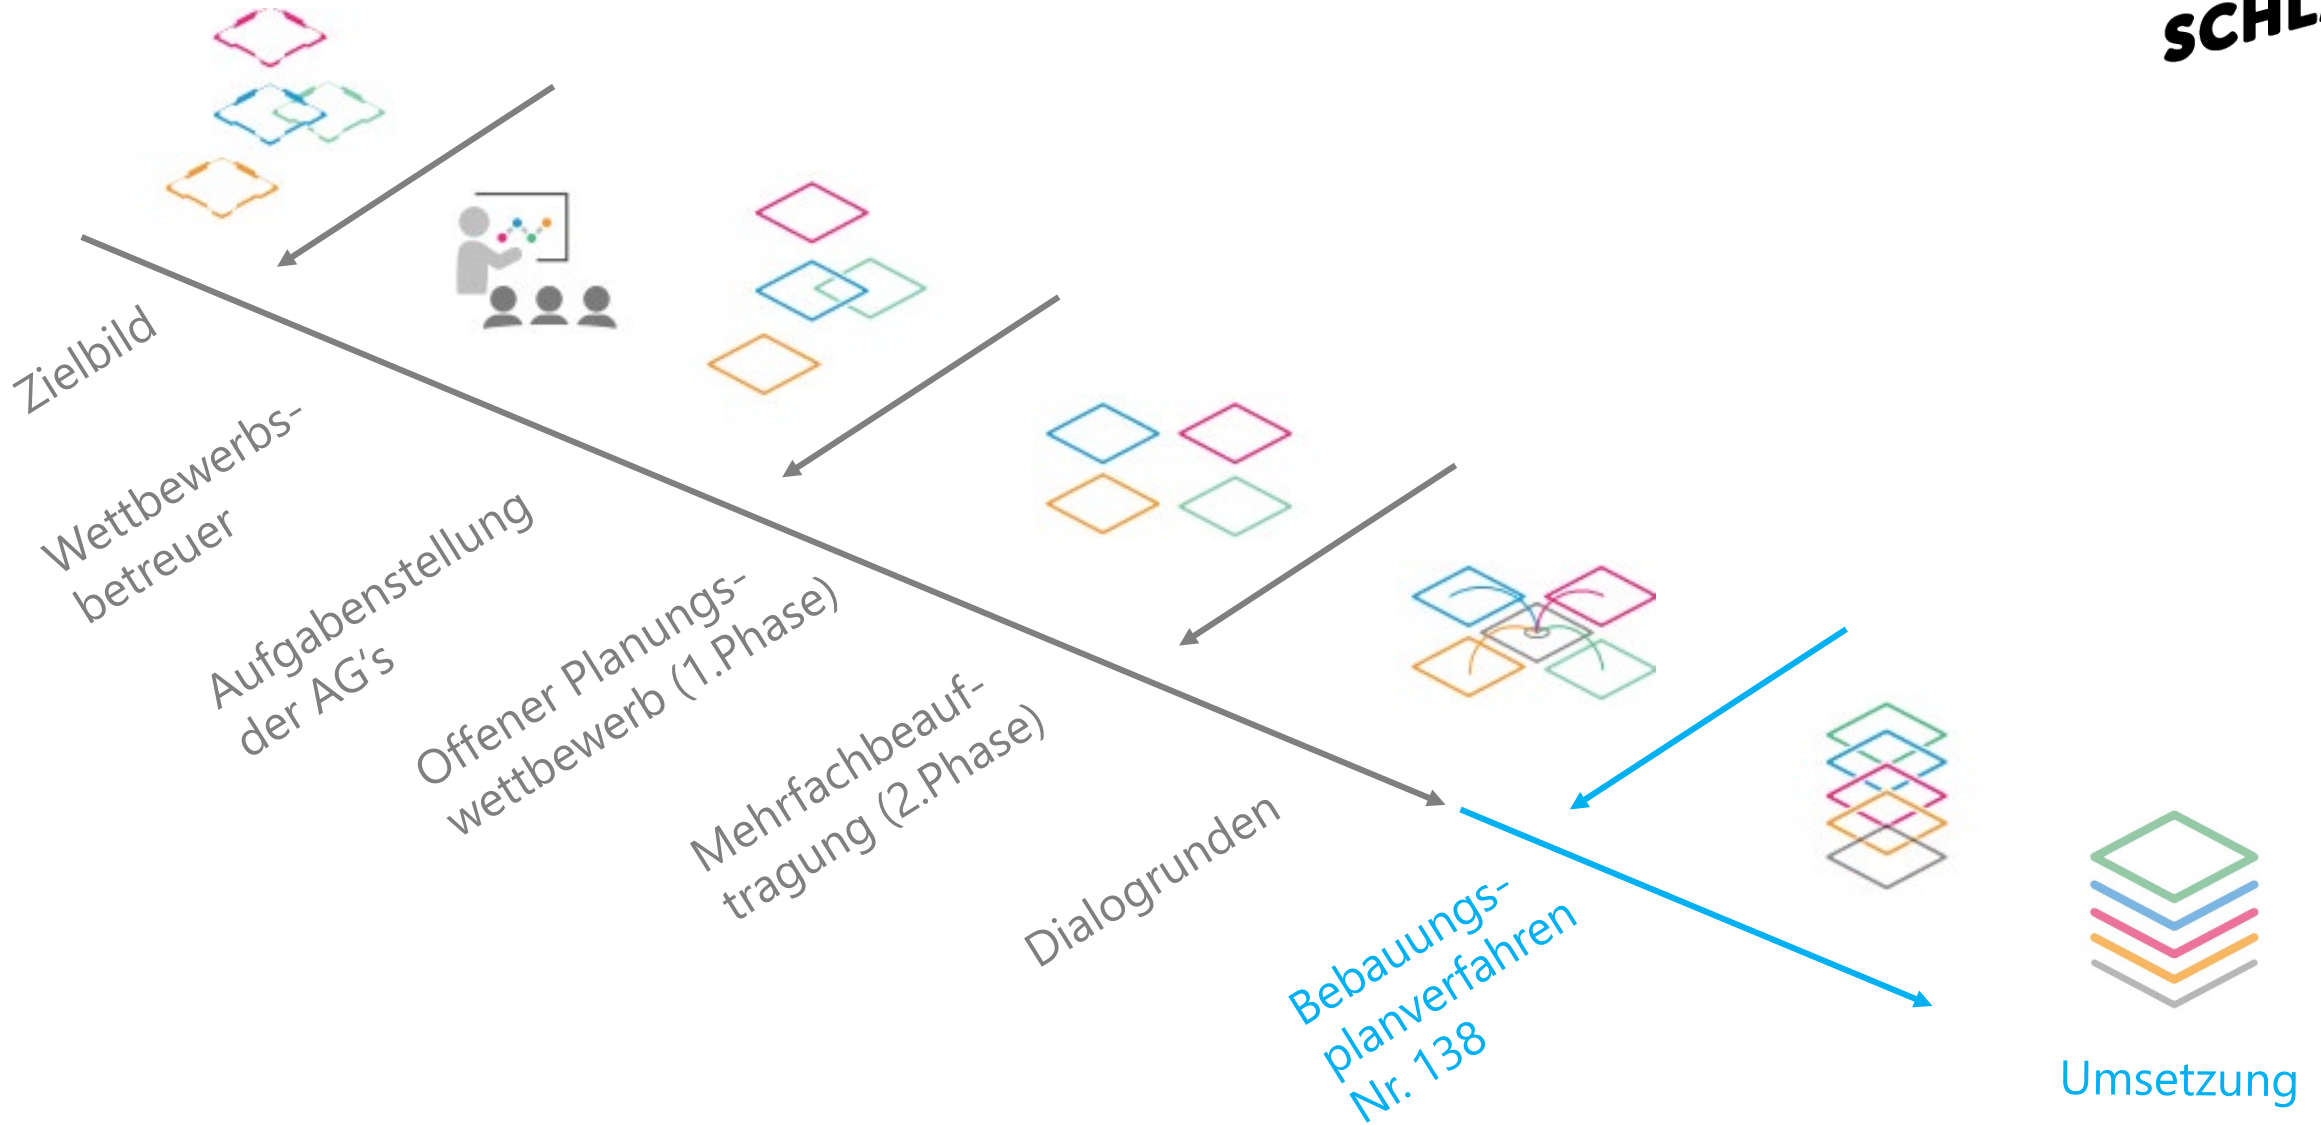 Zielbild
Wettbewerbs-
betreuer
Aufgabenstellung
der AG's
Offener Planungs-
wettbewerb (1.Phase)
Mehrfachbeauf-
tragung (2.Phase)
Dialogrunden
Bebauungs-
planverfahren
Nr. 138
Umsetzung